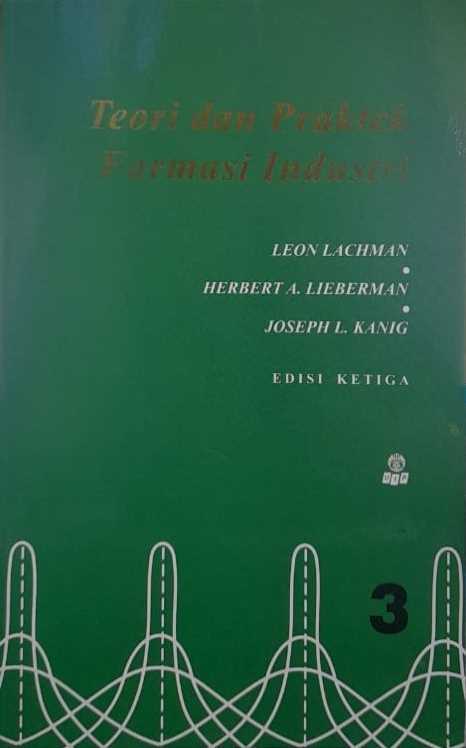 Teori dan Praktek
Farmasi Industri
LEON LACHMAN
•
HERBERT A. LIEBERMAN
•
JOSEPH L. KANIG
EDISI KETIGA
UIP
3